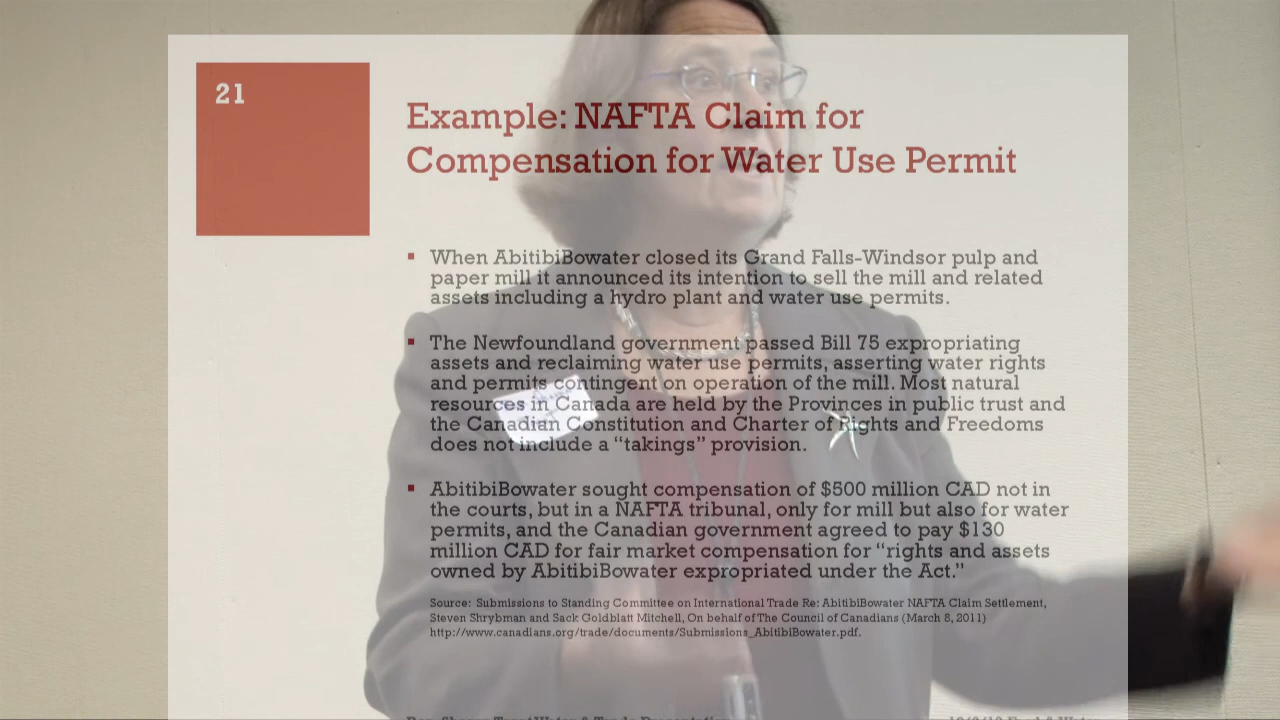 21
Example: NAFTA Claim for
Compensation for Water Use Permit
▪ When AbitibiBowater closed its Grand Falls-Windsor pulp and
paper mill it announced its intention to sell the mill and related
assets including a hydro plant and water use permits.
▪ The Newfoundland government passed Bill 75 expropriating
assets and reclaiming water use permits, asserting water rights
and permits contingent on operation of the mill. Most natural
resources in Canada are held by the Provinces in public trust and
the Canadian Constitution and Charter of Rights and Freedoms
does not include a “takings” provision.
▪ AbitibiBowater sought compensation of $500 million CAD not in
the courts, but in a NAFTA tribunal, only for mill but also for water
permits, and the Canadian government agreed to pay $130
million CAD for fair market compensation for “rights and assets
owned by AbitibiBowater expropriated under the Act.”
Source: Submissions to Standing Committee on International Trade Re: AbitibiBowater NAFTA Claim Settlement,
Steven Shrybman and Sack Goldblatt Mitchell, On behalf of The Council of Canadians (March 8, 2011)
http://www.canadians.org/trade/documents/Submissions_AbitibiBowater.pdf.